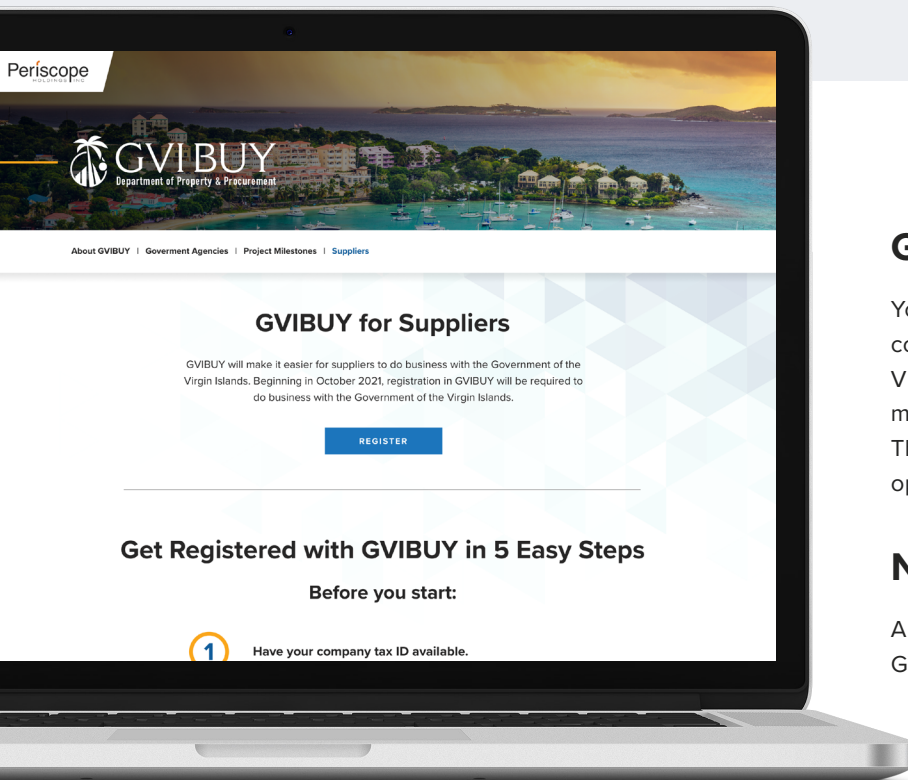 Periscope
HOLDINGS INC
GVIBUY
Department of Property & Procurement
About GVIBUY | Goverment Agencies | Project Milestones | Suppliers
GVIBUY for Suppliers
GVIBUY will make it easier for suppliers to do business with the Government of the
Virgin Islands. Beginning in October 2021, registration in GVIBUY will be required to
do business with the Government of the Virgin Islands.
REGISTER
Get Registered with GVIBUY in 5 Easy Steps
Before you start:
1 Have your company tax ID available.